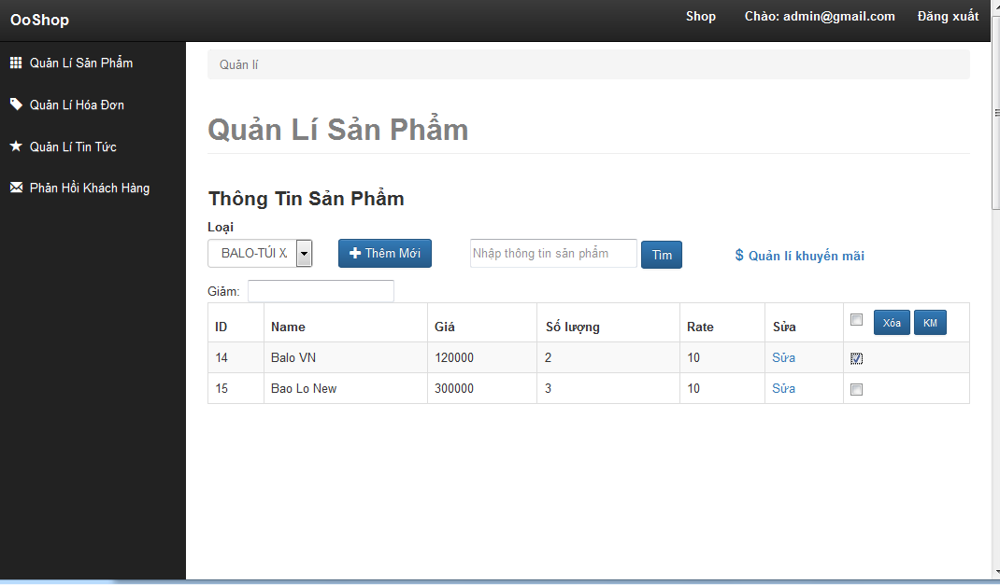 OoShop
Shop Chào: admin@gmail.com Đăng xuất
Quản Lí Sản Phẩm
Quản Lí Hóa Đơn
Quản Lí Tin Tức
Phản Hồi Khách Hàng
Quản lí
Quản Lí Sản Phẩm
Thông Tin Sản Phẩm
Loại
BALO-TÚI X Thêm Mới Nhập thông tin sản phẩm Tìm $ Quản lí khuyến mãi
Giảm:
ID Name Giá Số lượng Rate Sửa Xóa KM
14 Balo VN 120000 2 10 Sửa
15 Bao Lo New 300000 3 10 Sửa